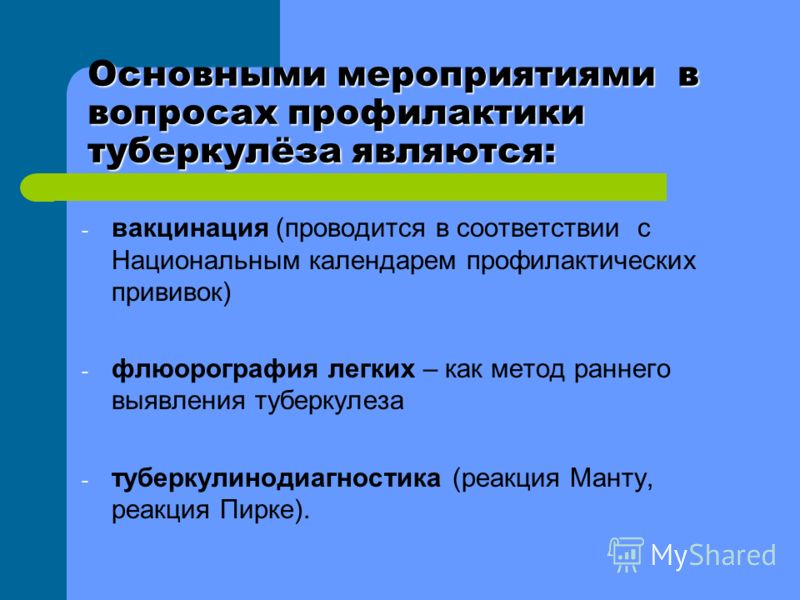 Основными мероприятиями в
вопросах профилактики
туберкулёза являются:
- вакцинация (проводится в соответствии с
Национальным календарем профилактических
прививок)
- флюорография легких – как метод раннего
выявления туберкулеза
- туберкулинодиагностика (реакция Манту,
реакция Пирке).
MyShared